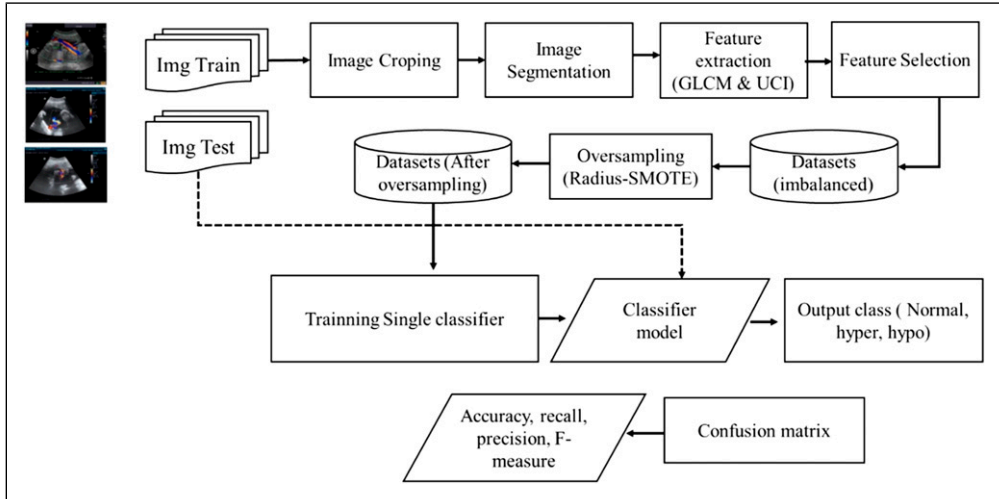 Img Train
Image Croping
Image
Segmentation
Feature
extraction
(GLCM & UCI)
Feature Selection
Img Test
Datasets (After
oversampling)
Oversampling
(Radius-SMOTE)
Datasets
(imbalanced)
Trainning Single classifier
Classifier
model
Output class ( Normal,
hyper, hypo)
Accuracy, recall,
precision, F-
measure
Confusion matrix